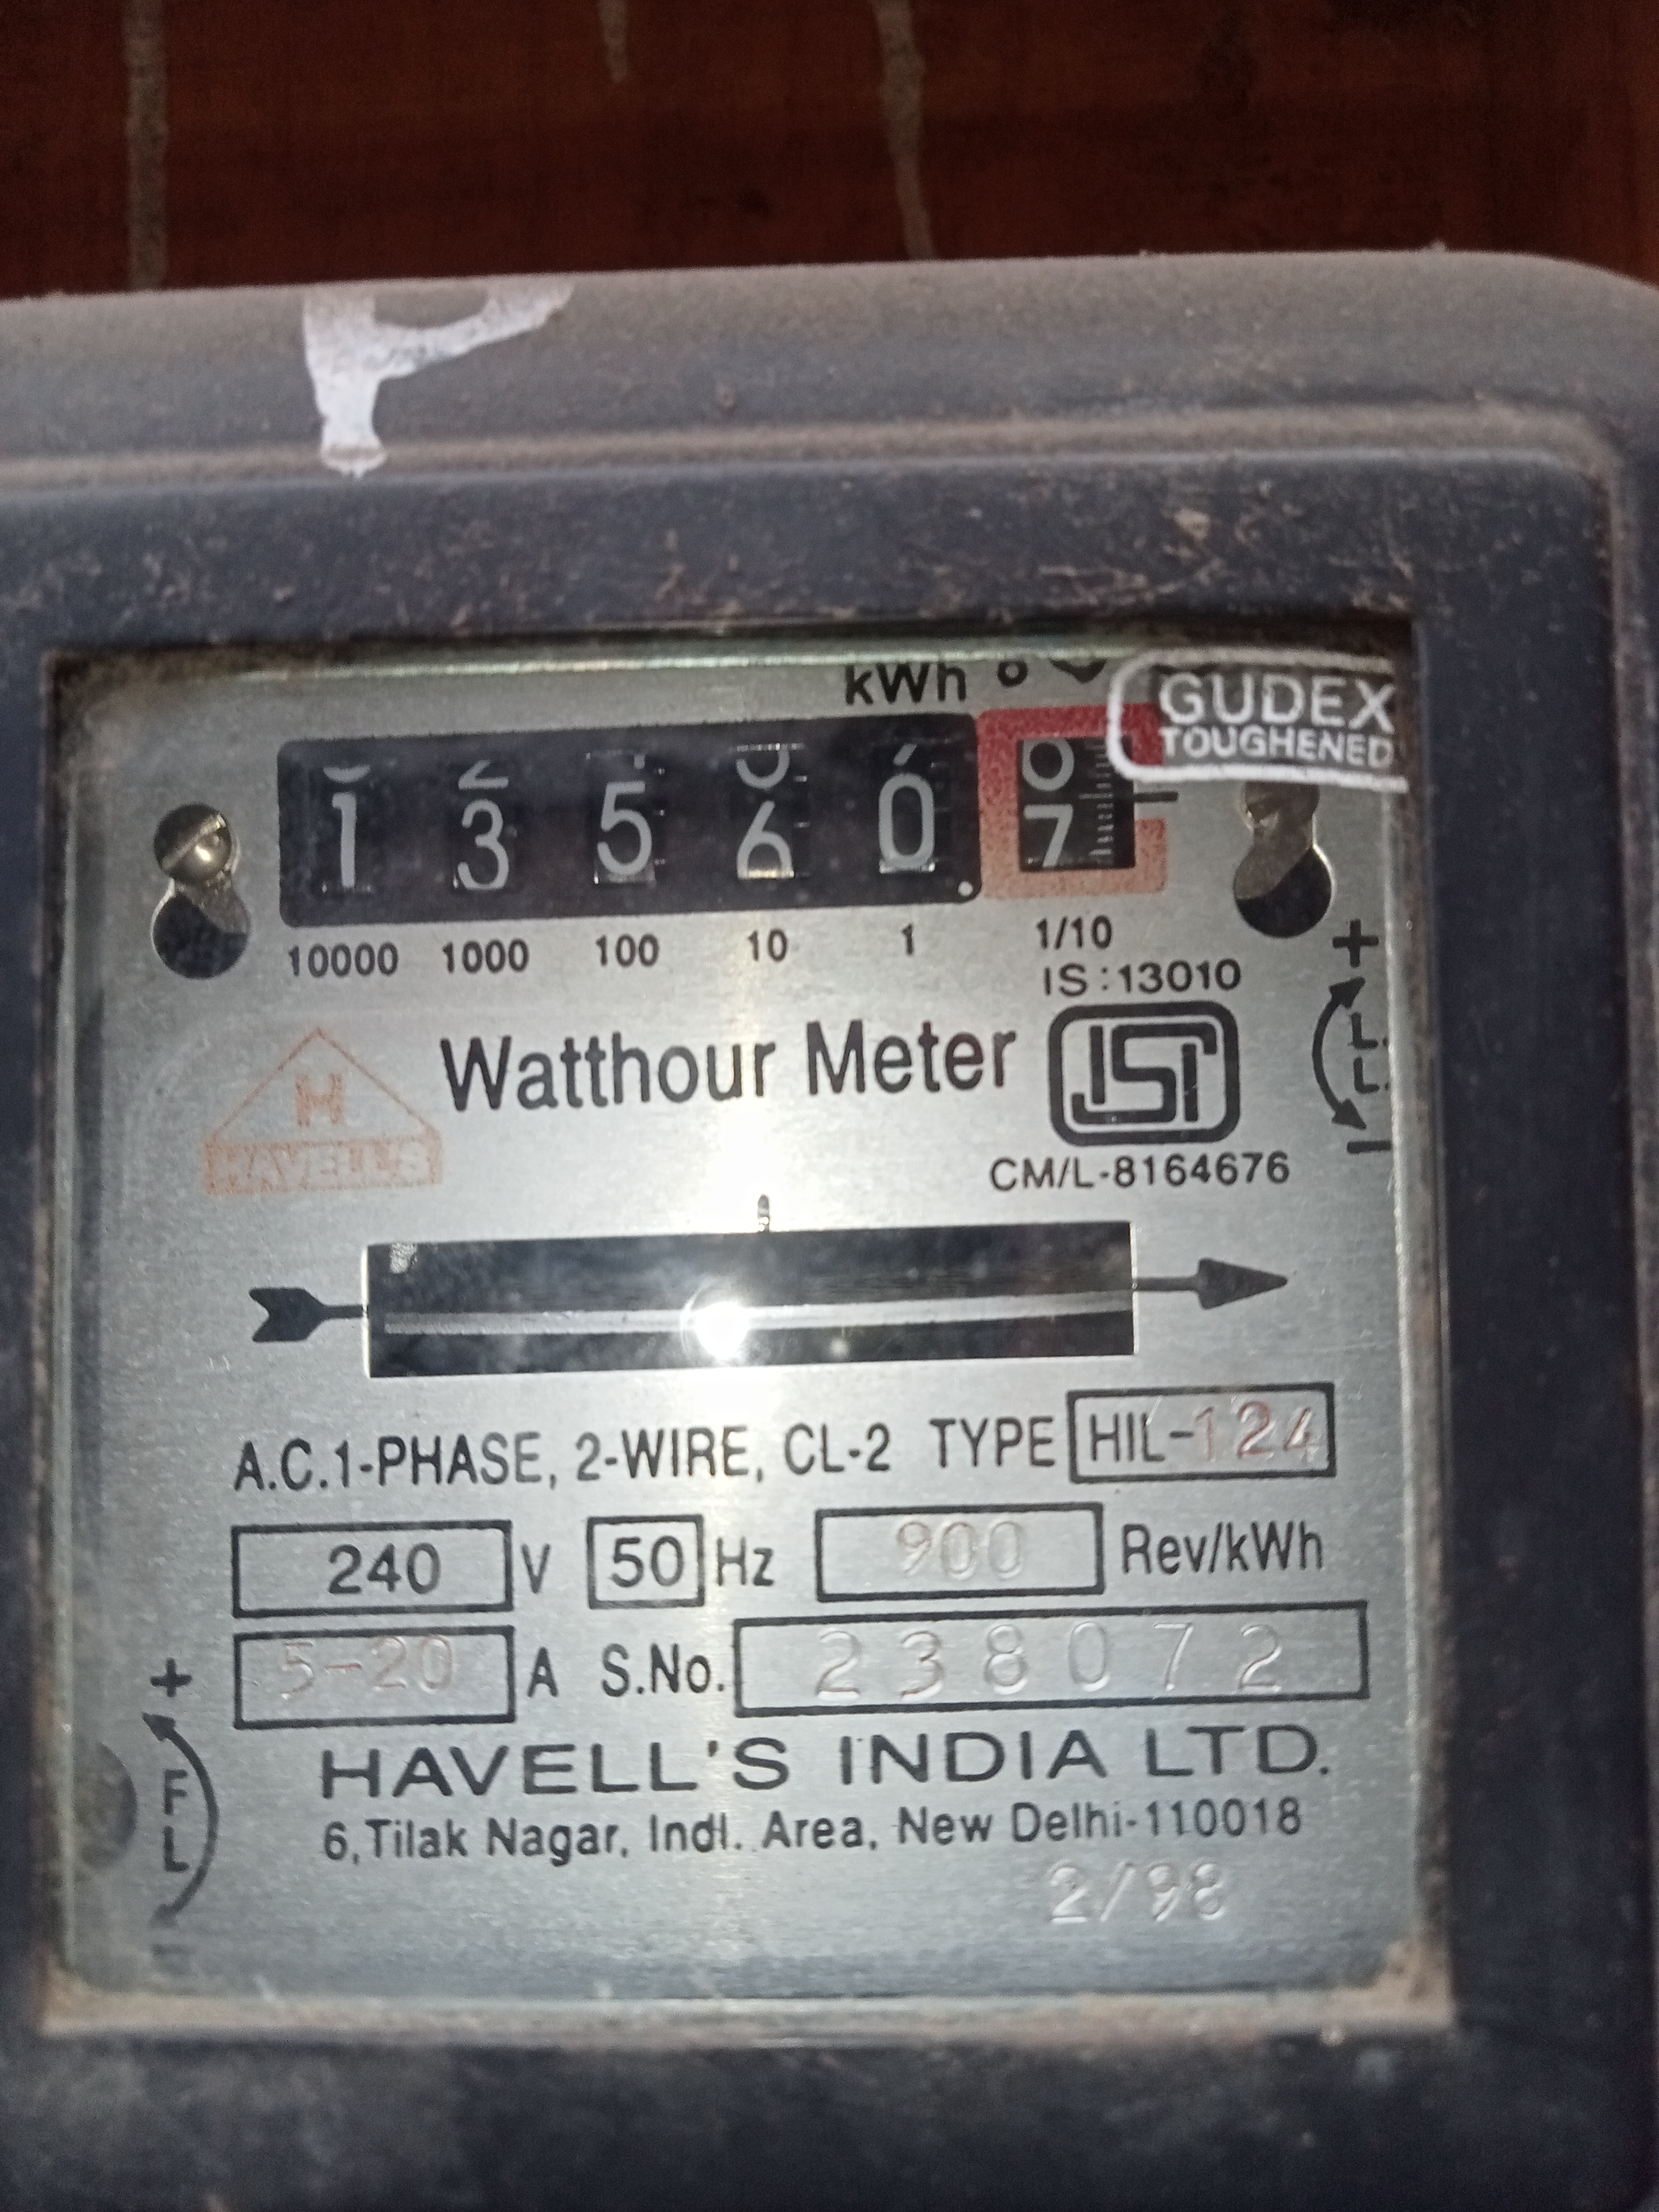 kWh
GUDEX
TOUGHENED
1 3 5 6 0 7
10000 1000 100 10 1 1/10
IS:13010
+
L.
L.
-
H
HAVELL'S
Watthour Meter
ISI
CM/L-8164676
A.C.1-PHASE, 2-WIRE, CL-2 TYPE HIL-124
240 V 50 Hz 900 Rev/kWh
5-20 A S.No. 238072
+
F
L
-
HAVELL'S INDIA LTD.
6,Tilak Nagar, Indl. Area, New Delhi-110018
2/98